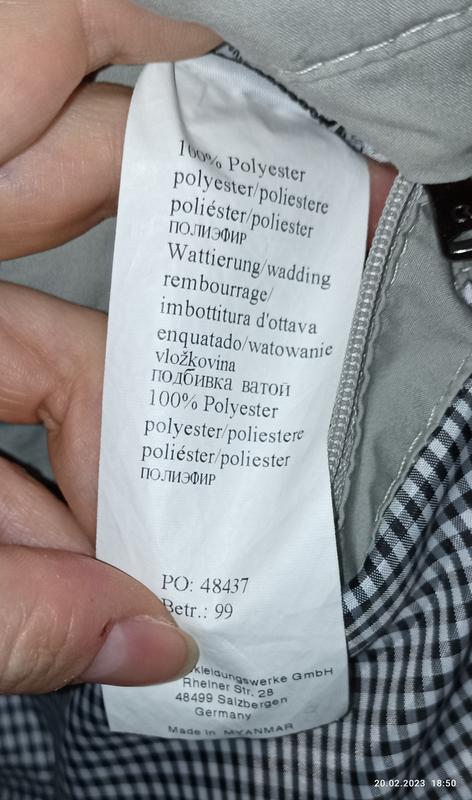 100% Polyester
polyester/poliestere
poliéster/poliester
ПОЛИЭФИР
Wattierung/wadding
rembourrage/
imbottitura d'ottava
enquatado/watowanie
vložkovina
ПОДБИВКА ВАТОЙ
100% Polyester
polyester/poliestere
poliéster/poliester
ПОЛИЭФИР
PO: 48437
Betr.: 99
kleidungswerke GmbH
Rheiner Str. 28
48499 Salzbergen
Germany
Made in MYANMAR
20.02.2023 18:50